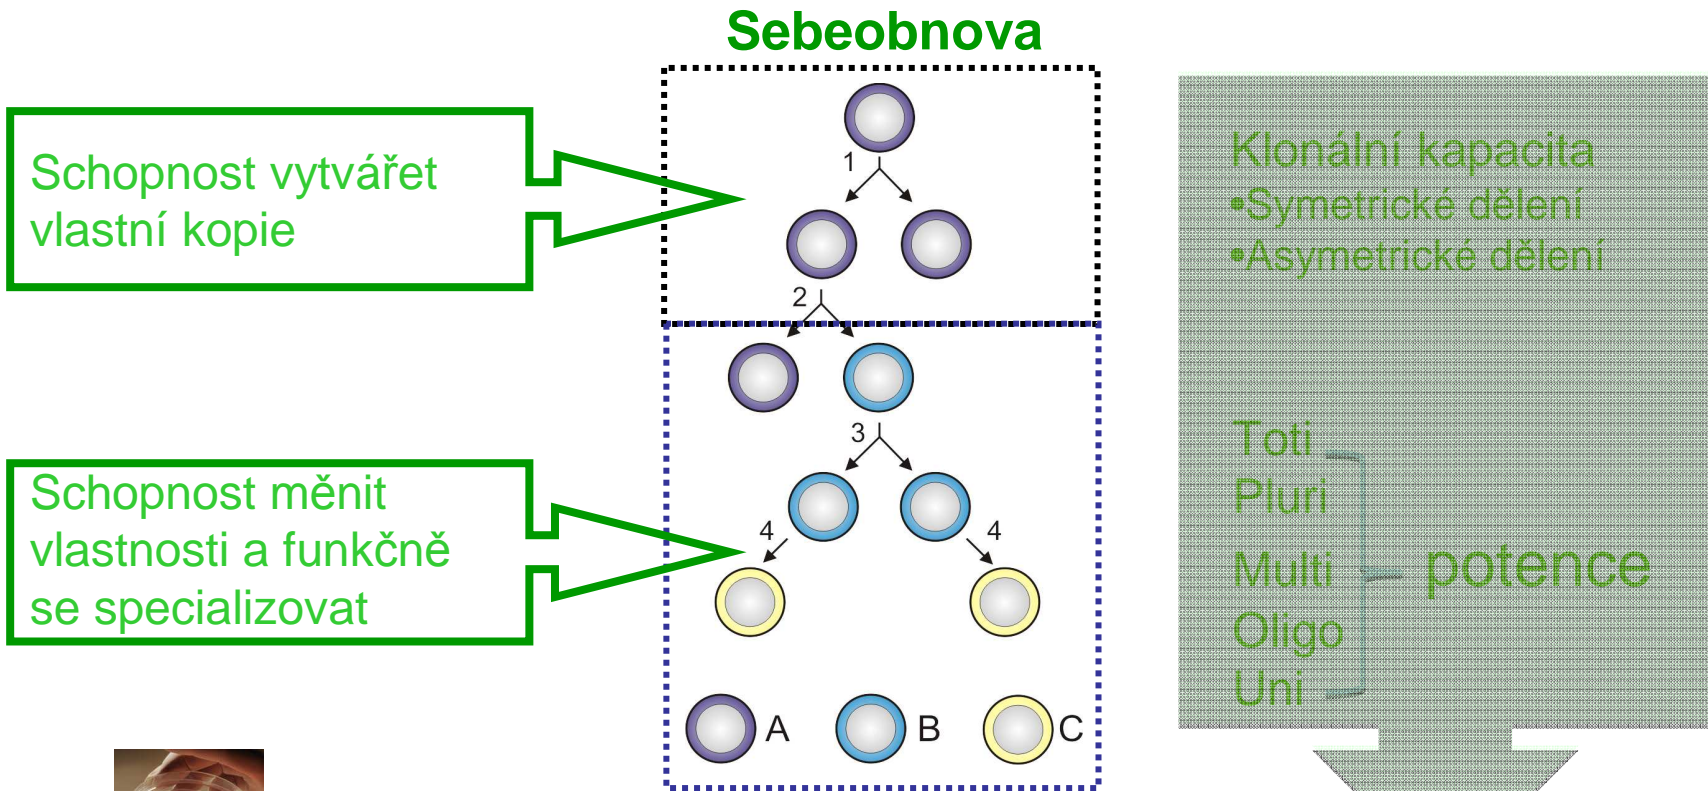 Sebeobnova
Schopnost vytvářet
vlastní kopie
Schopnost měnit
vlastnosti a funkčně
se specializovat
1
2
3
4
4
A
B
C
Klonální kapacita
•Symetrické dělení
•Asymetrické dělení
Toti
Pluri
Multi
Oligo
Uni
potence